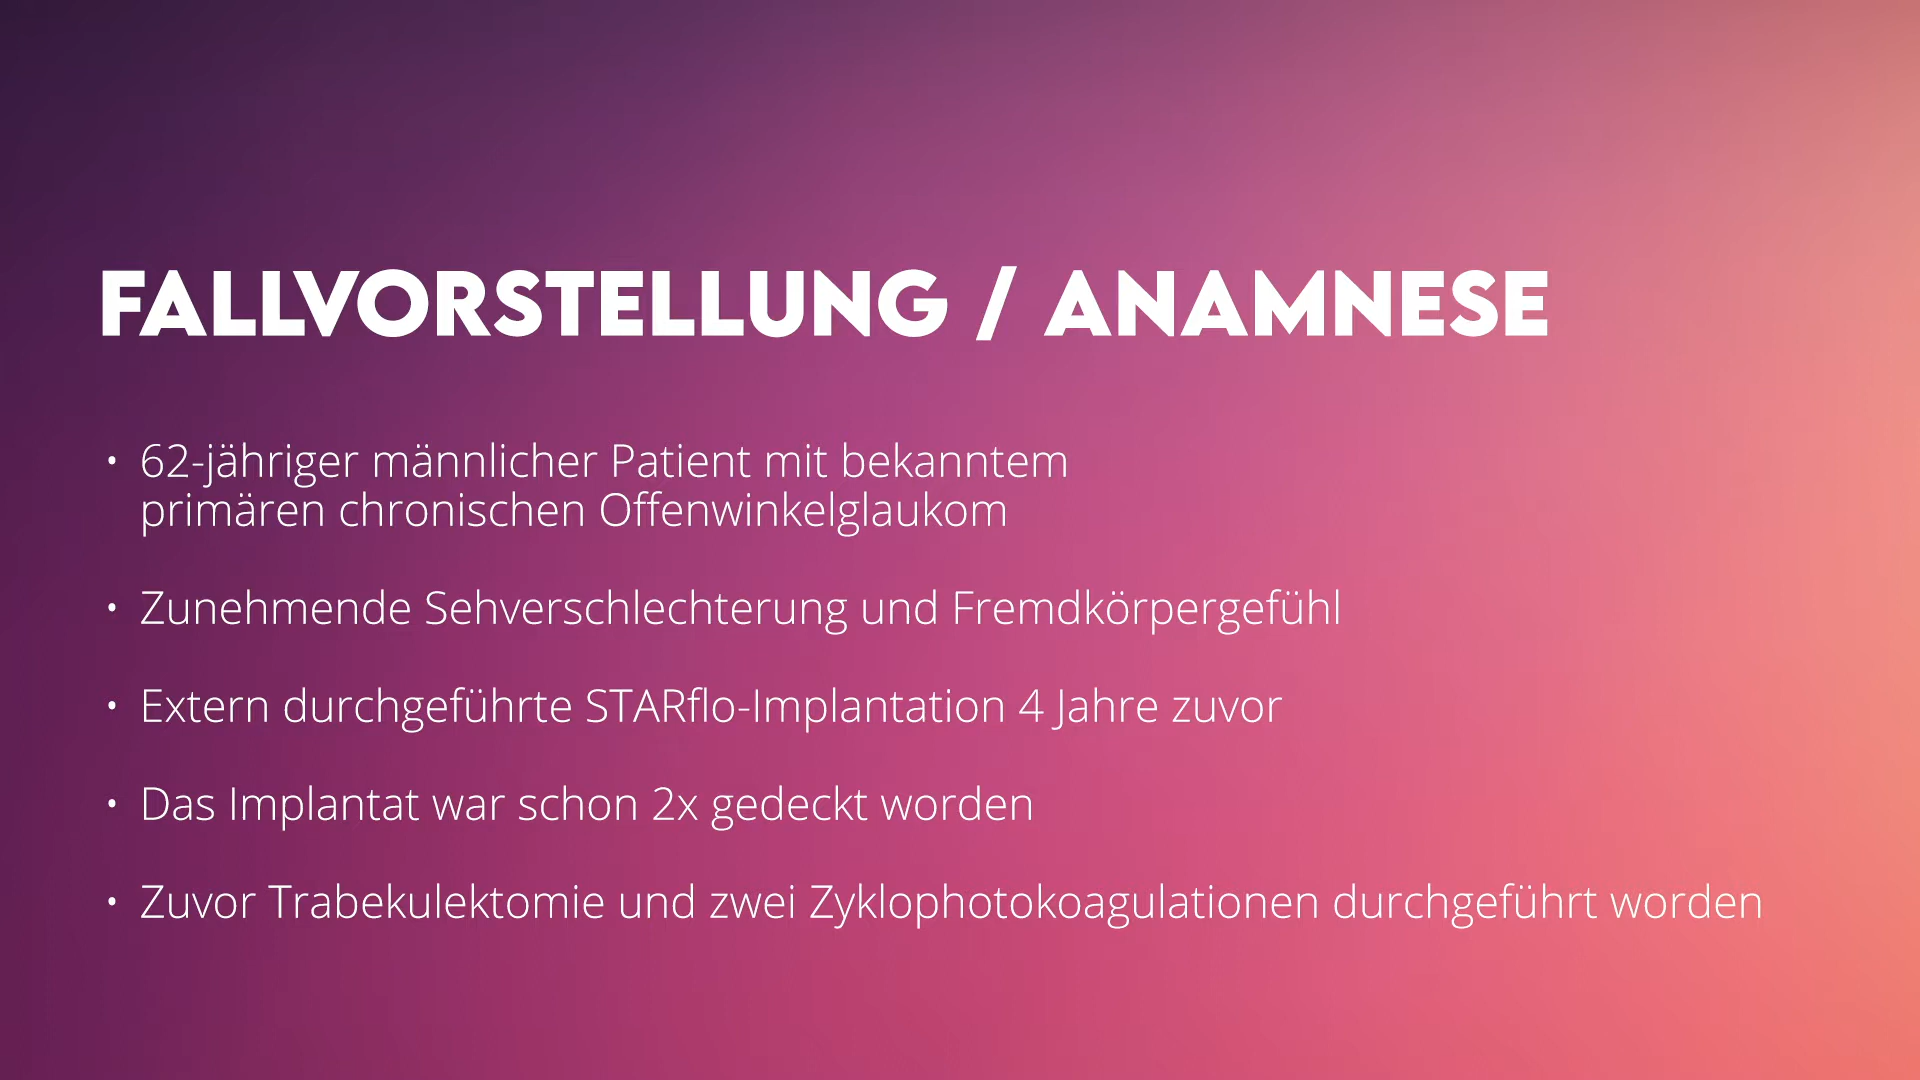 FALLVORSTELLUNG / ANAMNESE
• 62-jähriger männlicher Patient mit bekanntem
primären chronischen Offenwinkelglaukom
• Zunehmende Sehverschlechterung und Fremdkörpergefühl
• Extern durchgeführte STARflo-Implantation 4 Jahre zuvor
• Das Implantat war schon 2x gedeckt worden
• Zuvor Trabekulektomie und zwei Zyklophotokoagulationen durchgeführt worden